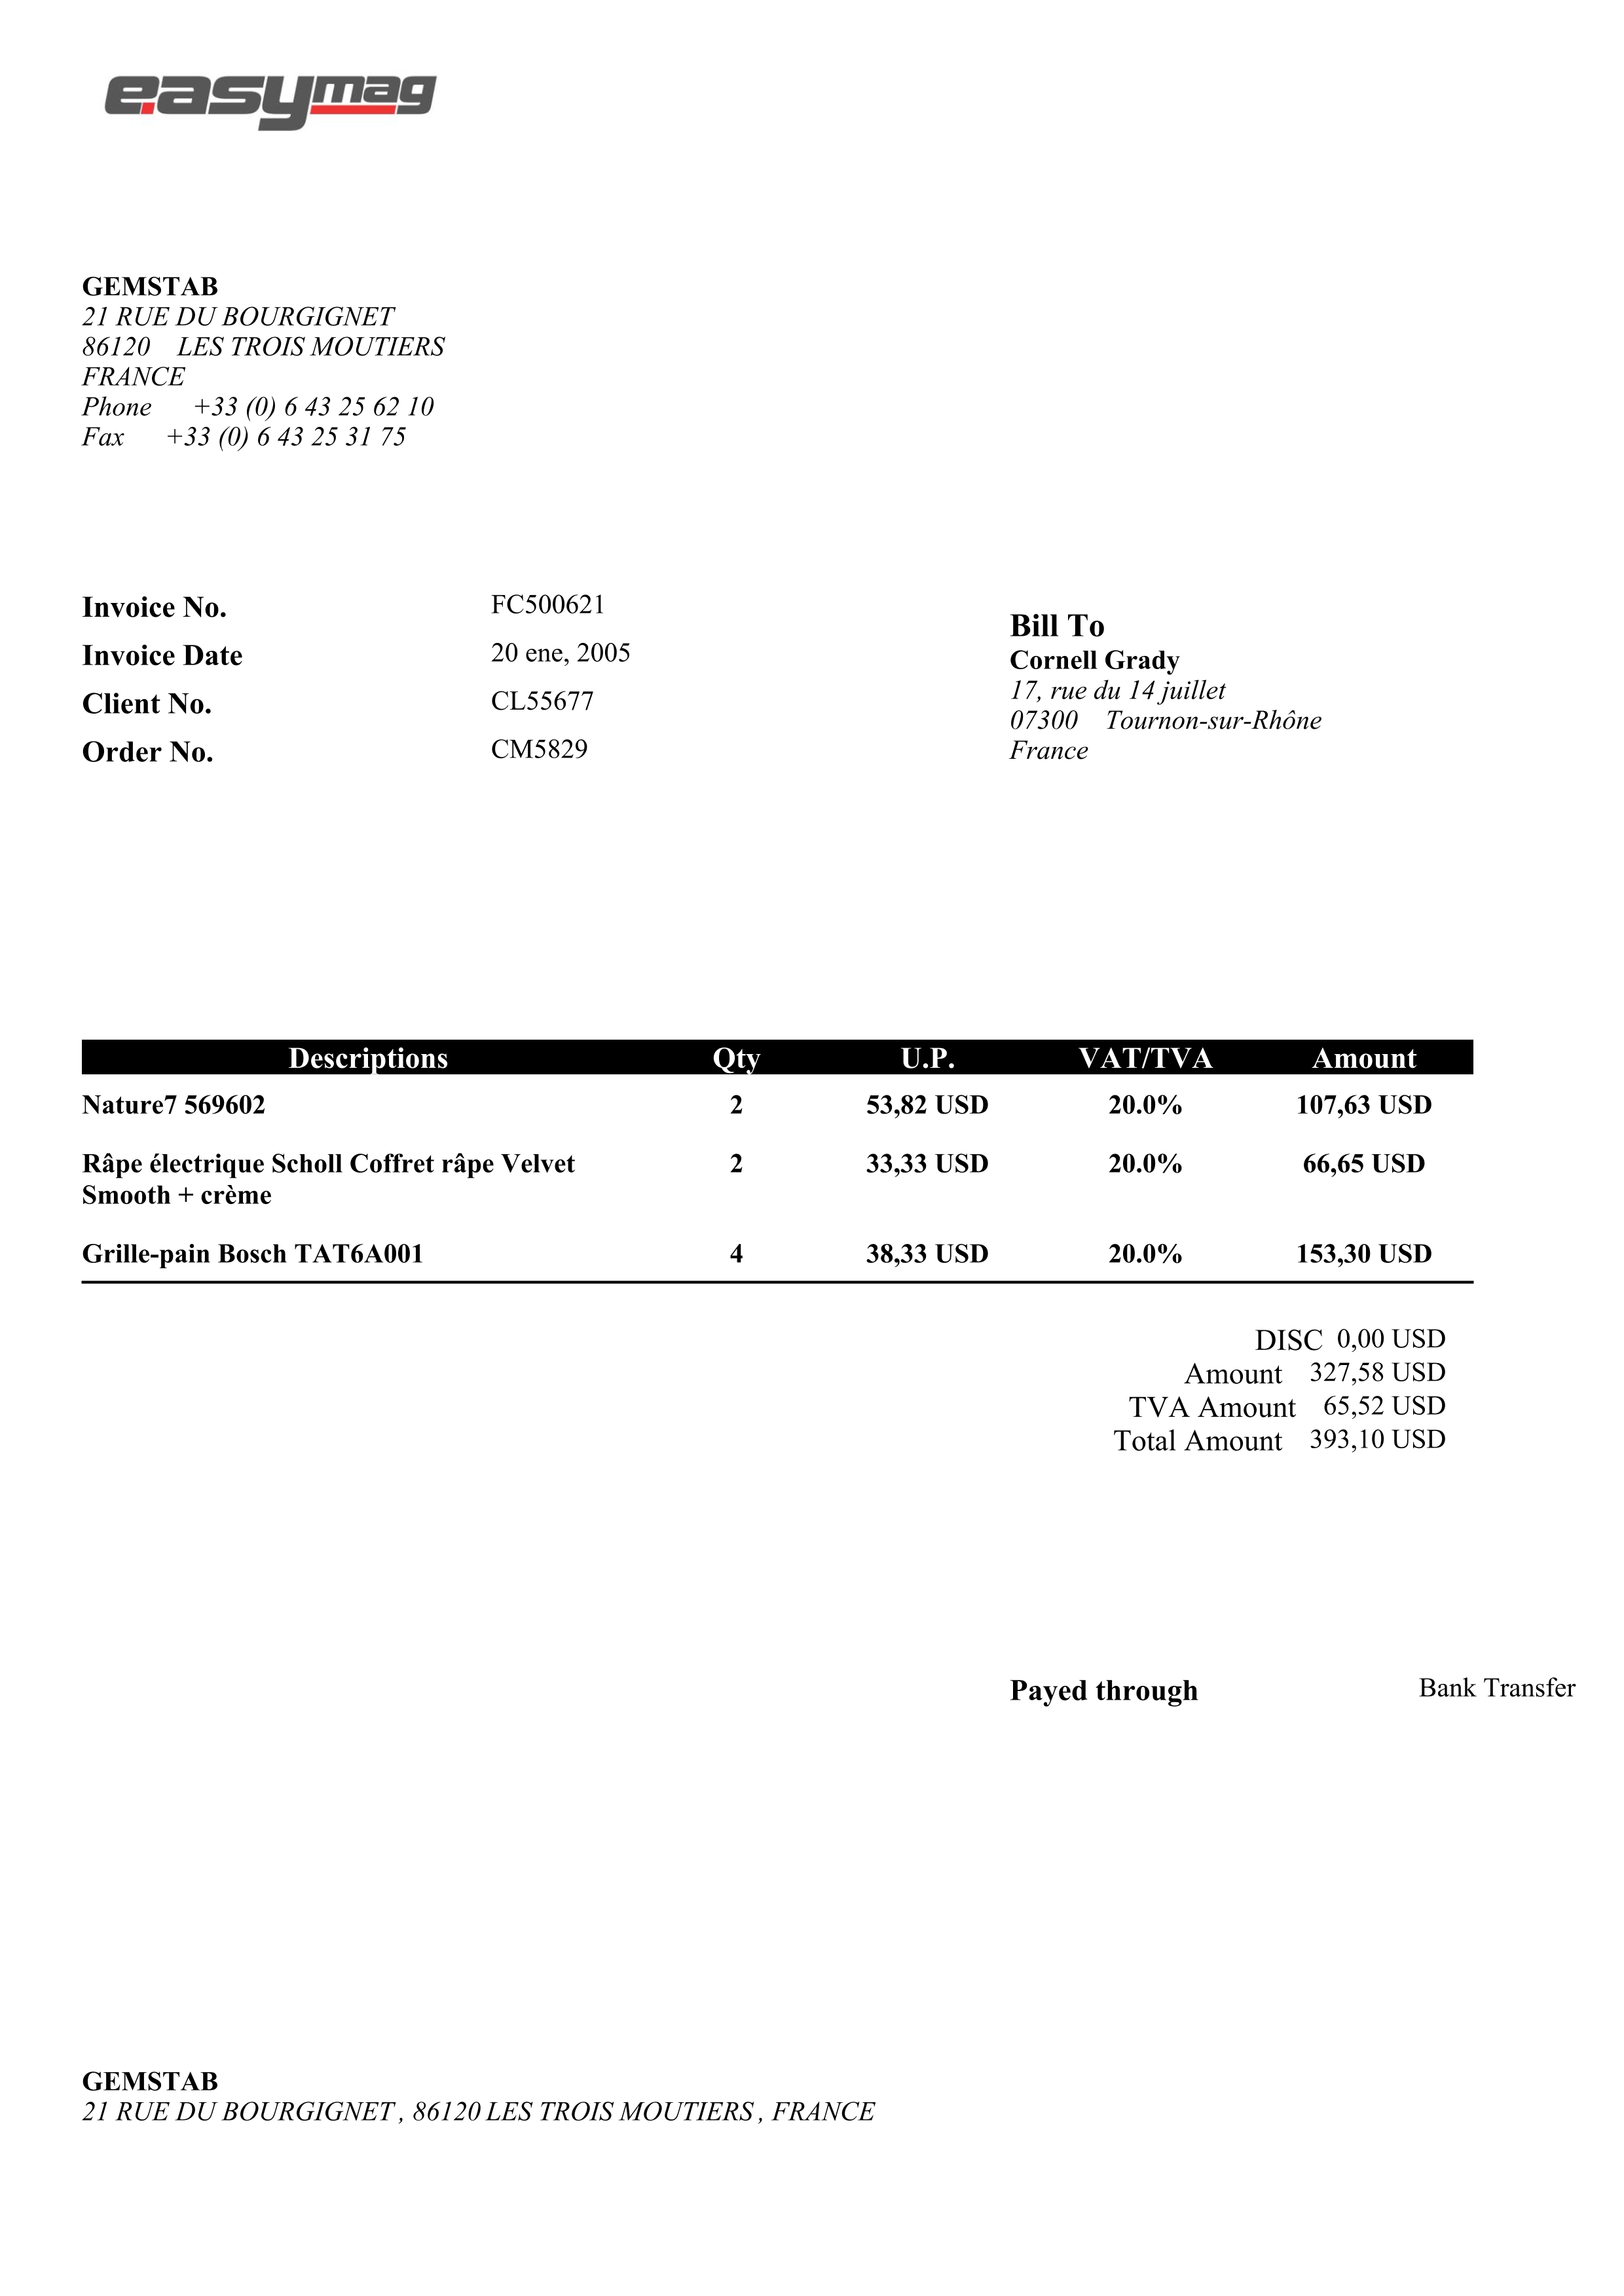 easymag
GEMSTAB
21 RUE DU BOURGIGNET
86120 LES TROIS MOUTIERS
FRANCE
Phone +33 (0) 6 43 25 62 10
Fax +33 (0) 6 43 25 31 75
Invoice No. FC500621
Invoice Date 20 ene, 2005
Client No. CL55677
Order No. CM5829
Bill To
Cornell Grady
17, rue du 14 juillet
07300 Tournon-sur-Rhône
France
Descriptions Qty U.P. VAT/TVA Amount
Nature7 569602 2 53,82 USD 20.0% 107,63 USD
Râpe électrique Scholl Coffret râpe Velvet 2 33,33 USD 20.0% 66,65 USD
Smooth + crème
Grille-pain Bosch TAT6A001 4 38,33 USD 20.0% 153,30 USD
DISC 0,00 USD
Amount 327,58 USD
TVA Amount 65,52 USD
Total Amount 393,10 USD
Payed through Bank Transfer
GEMSTAB
21 RUE DU BOURGIGNET , 86120 LES TROIS MOUTIERS , FRANCE